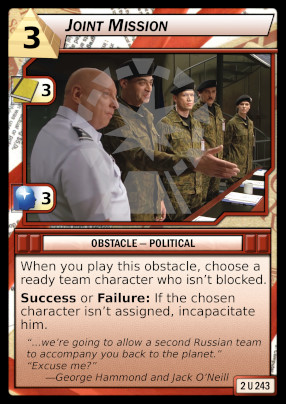 3
JOINT MISSION
3
3
OBSTACLE – POLITICAL
When you play this obstacle, choose a
ready team character who isn't blocked.
Success or Failure: If the chosen
character isn't assigned, incapacitate
him.
"...we're going to allow a second Russian team
to accompany you back to the planet."
"Excuse me?"
—George Hammond and Jack O'Neill
2 U 243